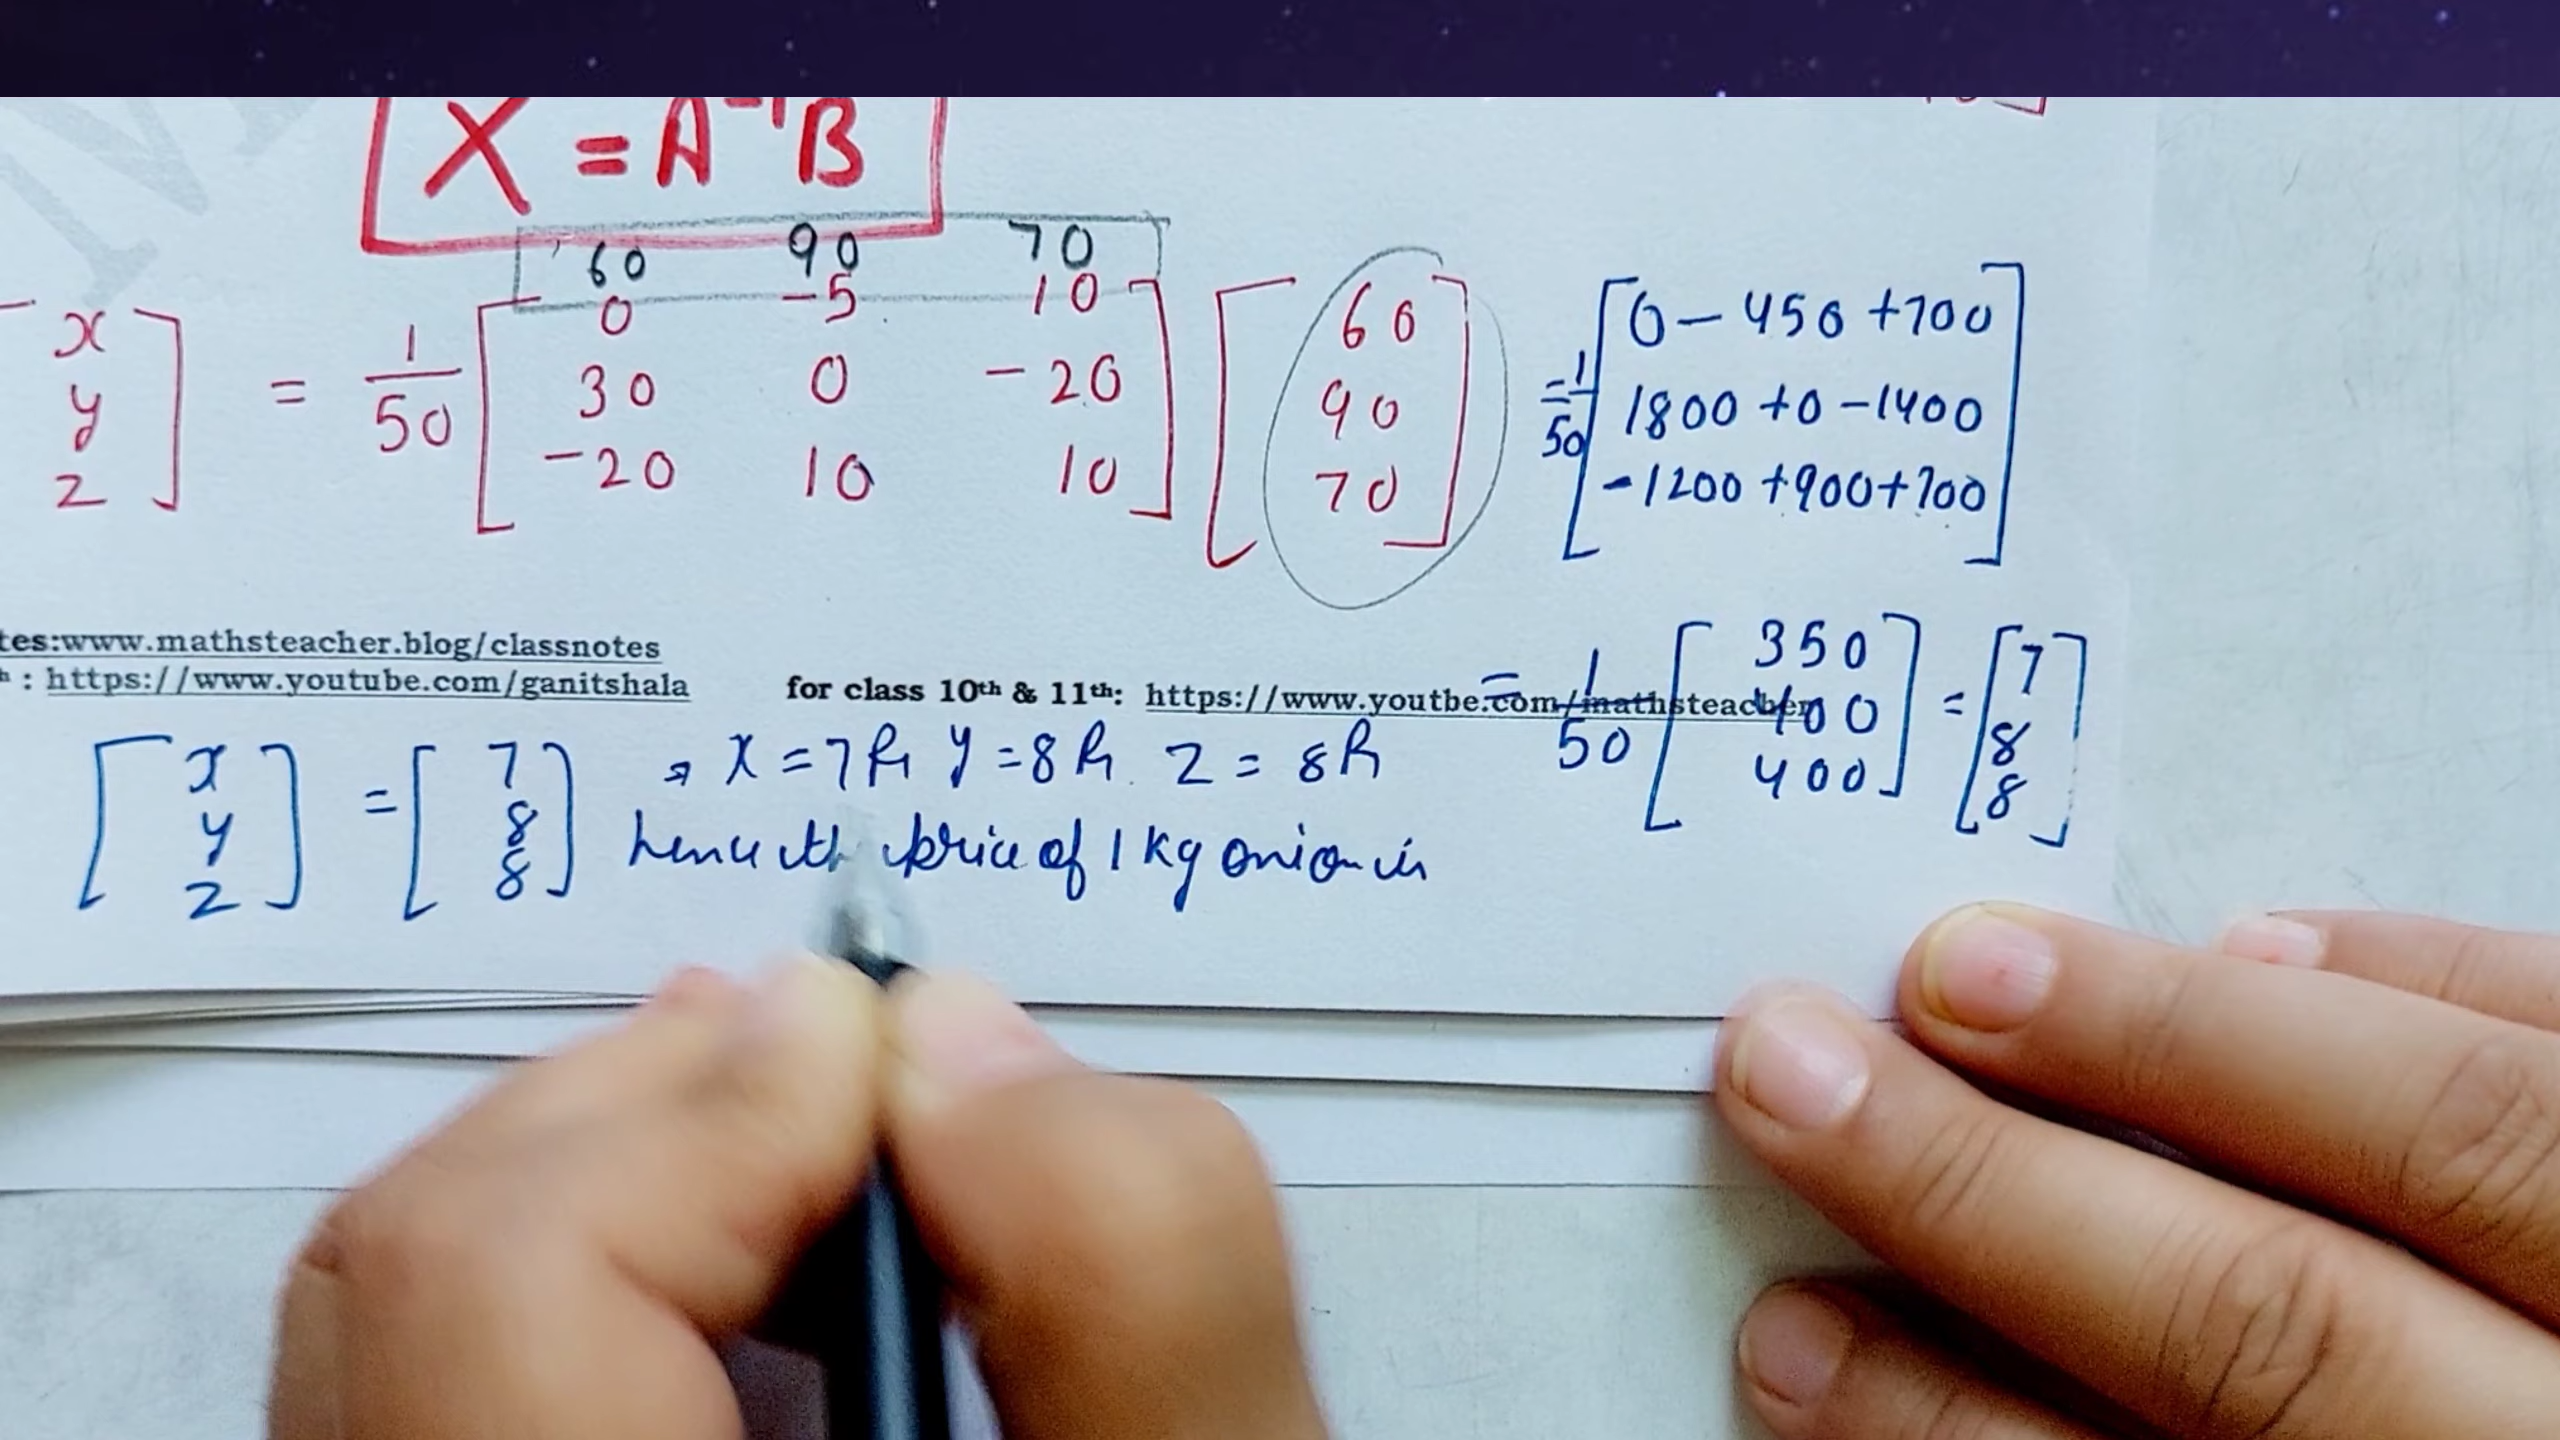 X = A⁻¹B
60 90 70
[x y z] = 1/50 [0 -5 10; 30 0 -20; -20 10 10] [60 90 70] = 1/50 [0 - 450 + 700; 1800 + 0 - 1400; -1200 + 900 + 700]
tes:www.mathsteacher.blog/classnotes
: https://www.youtube.com/ganitshala for class 10th & 11th: https://www.youtbe.com/mathsteacher
= 1/50 [350 400 400] = [7 8 8]
[x y z] = [7 8 8] ⇒ x = 7 R y = 8 R z = 8 R
hence the price of 1 kg onion is